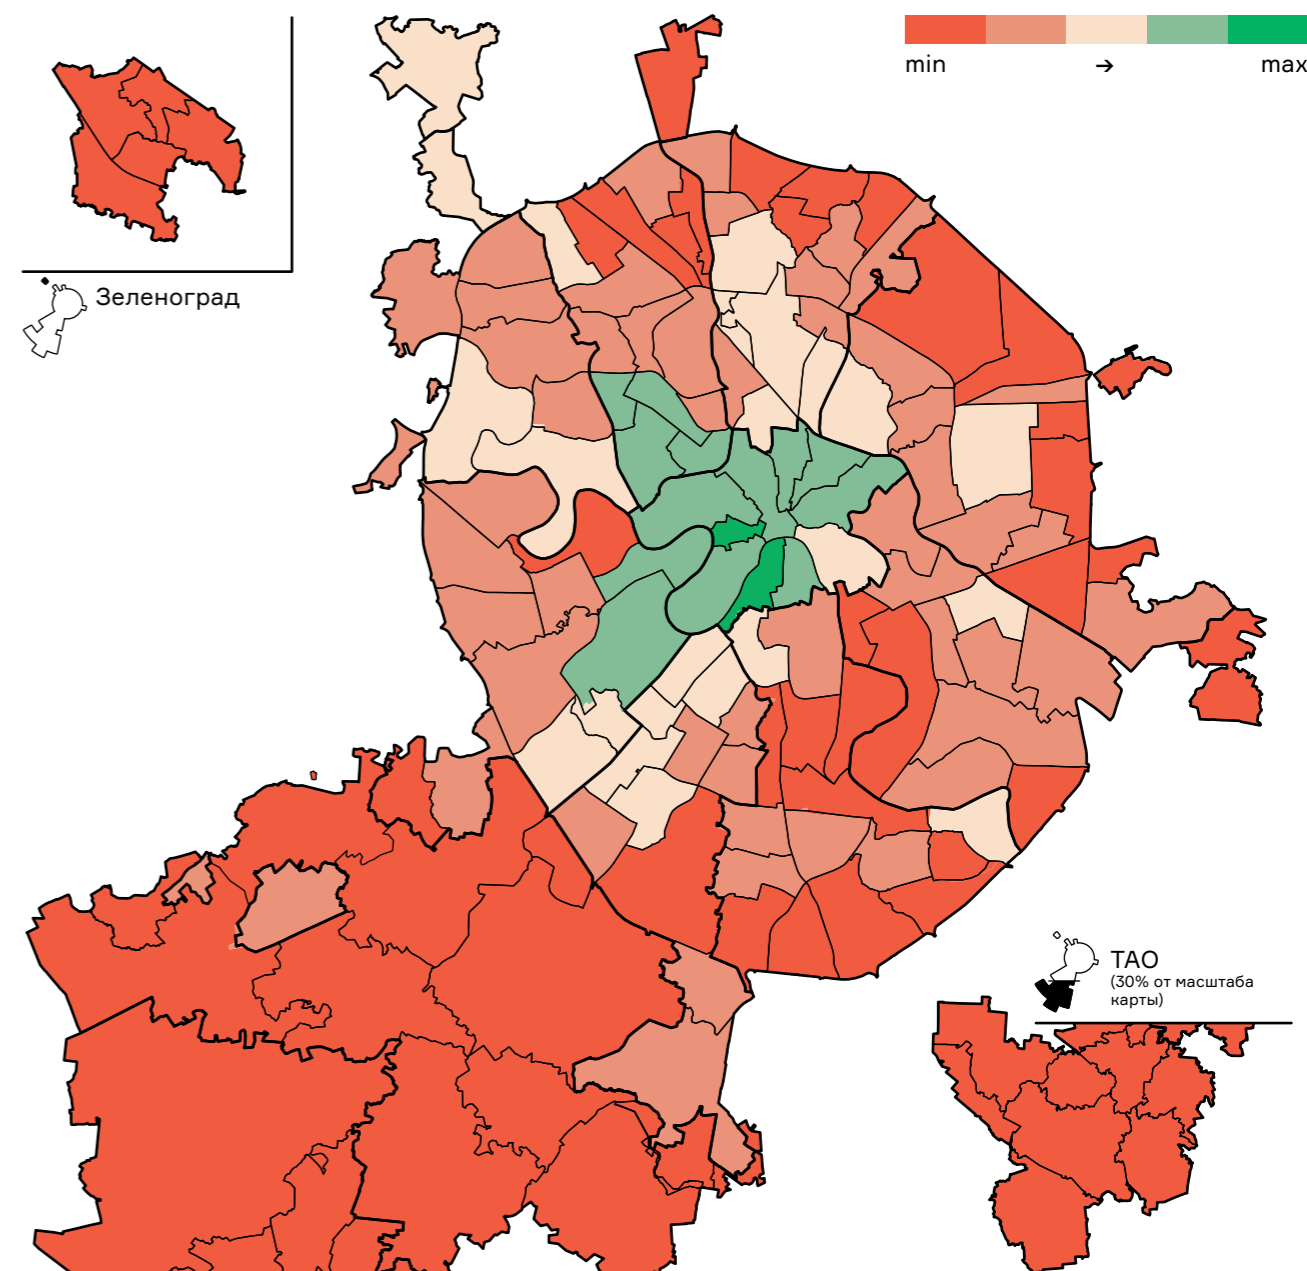 min → max
Зеленоград
ТАО
(30% от масштаба
карты)